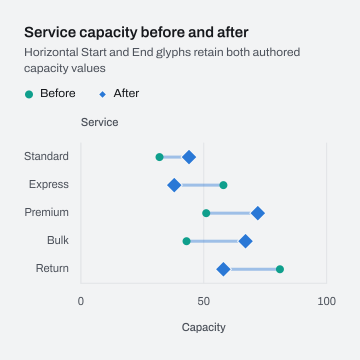 Service capacity before and after
Horizontal Start and End glyphs retain both authored
capacity values
Before After
Service
Standard
Express
Premium
Bulk
Return
0 50 100
Capacity